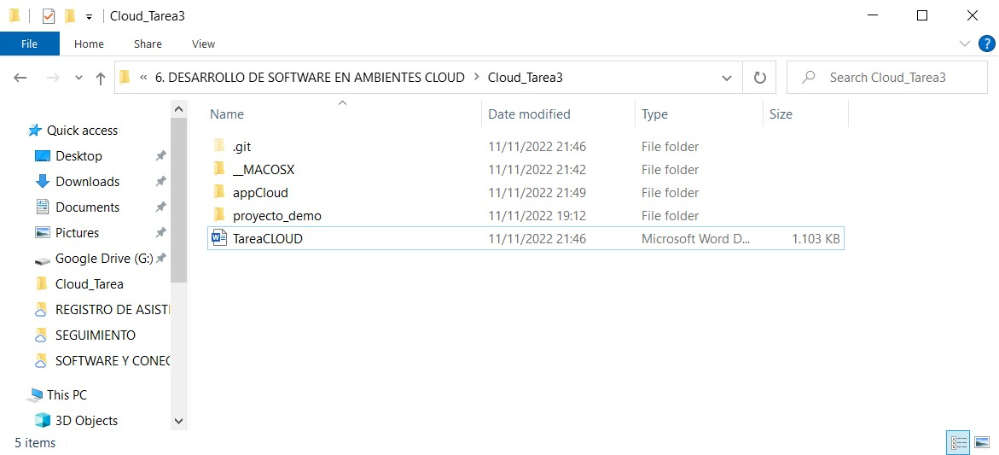 Cloud_Tarea3
File Home Share View
« 6. DESARROLLO DE SOFTWARE EN AMBIENTES CLOUD > Cloud_Tarea3
Search Cloud_Tarea3
Name Date modified Type Size
Quick access
Desktop
Downloads
Documents
Pictures
Google Drive (G:)
Cloud_Tarea
REGISTRO DE ASISTI
SEGUIMIENTO
SOFTWARE Y CONEC
This PC
3D Objects
.git 11/11/2022 21:46 File folder
__MACOSX 11/11/2022 21:42 File folder
appCloud 11/11/2022 21:49 File folder
proyecto_demo 11/11/2022 19:12 File folder
TareaCLOUD 11/11/2022 21:46 Microsoft Word D... 1.103 KB
5 items